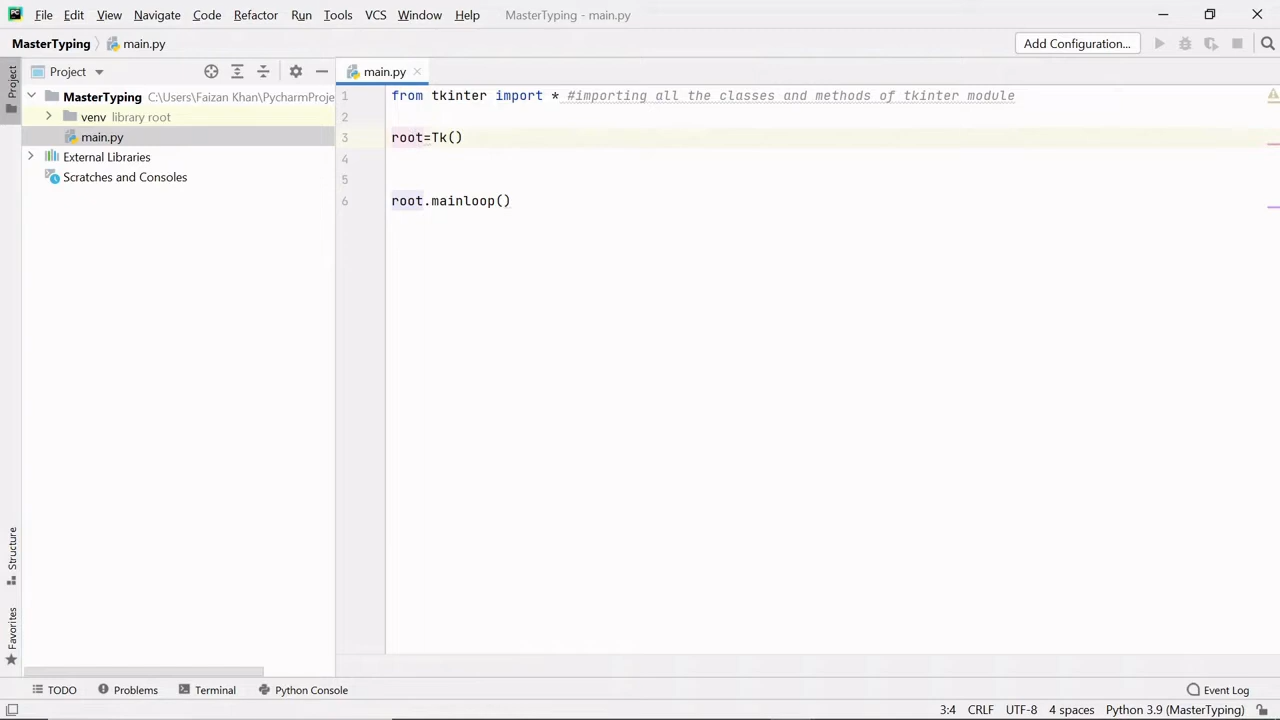 PC File Edit View Navigate Code Refactor Run Tools VCS Window Help MasterTyping - main.py
MasterTyping main.py Add Configuration...
Project main.py
Project
MasterTyping C:\Users\Faizan Khan\PycharmProje
venv library root
main.py
External Libraries
Scratches and Consoles
1 from tkinter import * #importing all the classes and methods of tkinter module
2
3 root=Tk()
4
5
6 root.mainloop()
Structure
Favorites
TODO Problems Terminal Python Console Event Log
3:4 CRLF UTF-8 4 spaces Python 3.9 (MasterTyping)